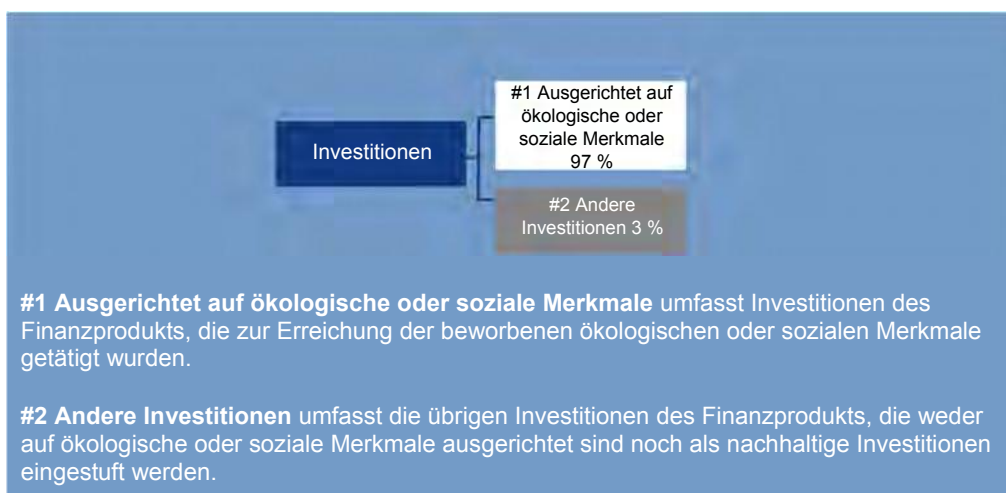 #1 Ausgerichtet auf
ökologische oder
soziale Merkmale
97 %
Investitionen
#2 Andere
Investitionen 3 %
#1 Ausgerichtet auf ökologische oder soziale Merkmale umfasst Investitionen des
Finanzprodukts, die zur Erreichung der beworbenen ökologischen oder sozialen Merkmale
getätigt wurden.
#2 Andere Investitionen umfasst die übrigen Investitionen des Finanzprodukts, die weder
auf ökologische oder soziale Merkmale ausgerichtet sind noch als nachhaltige Investitionen
eingestuft werden.